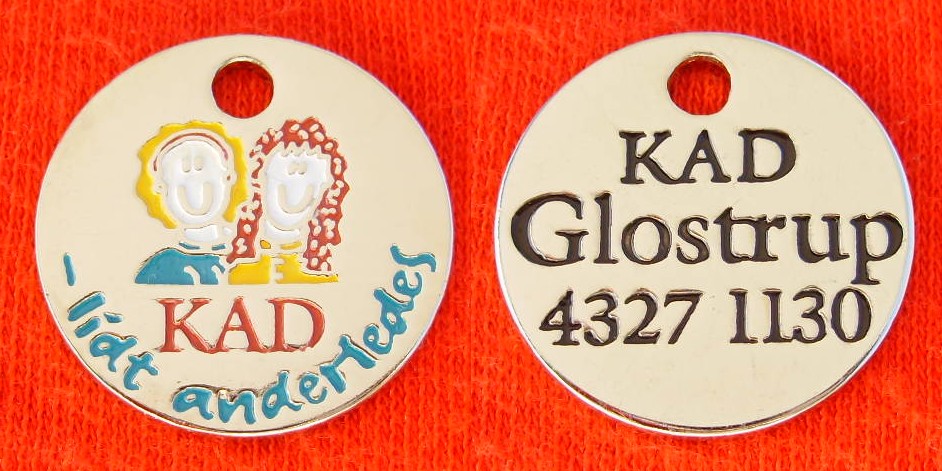 KAD
- lidt anderledes
KAD
Glostrup
4327 1130